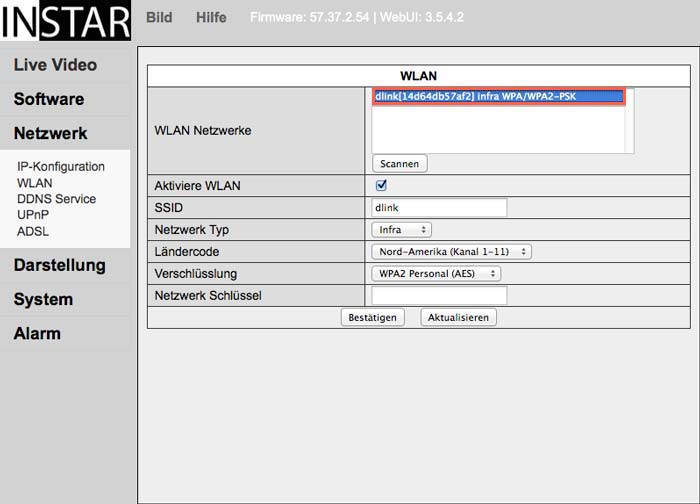 INSTAR
Bild Hilfe Firmware: 57.37.2.54 | WebUI: 3.5.4.2
Live Video
Software
Netzwerk
IP-Konfiguration
WLAN
DDNS Service
UPnP
ADSL
Darstellung
System
Alarm
WLAN
WLAN Netzwerke
dlink[14d64db57af2] infra WPA/WPA2-PSK
Scannen
Aktiviere WLAN
SSID dlink
Netzwerk Typ Infra
Ländercode Nord-Amerika (Kanal 1-11)
Verschlüsslung WPA2 Personal (AES)
Netzwerk Schlüssel
Bestätigen Aktualisieren